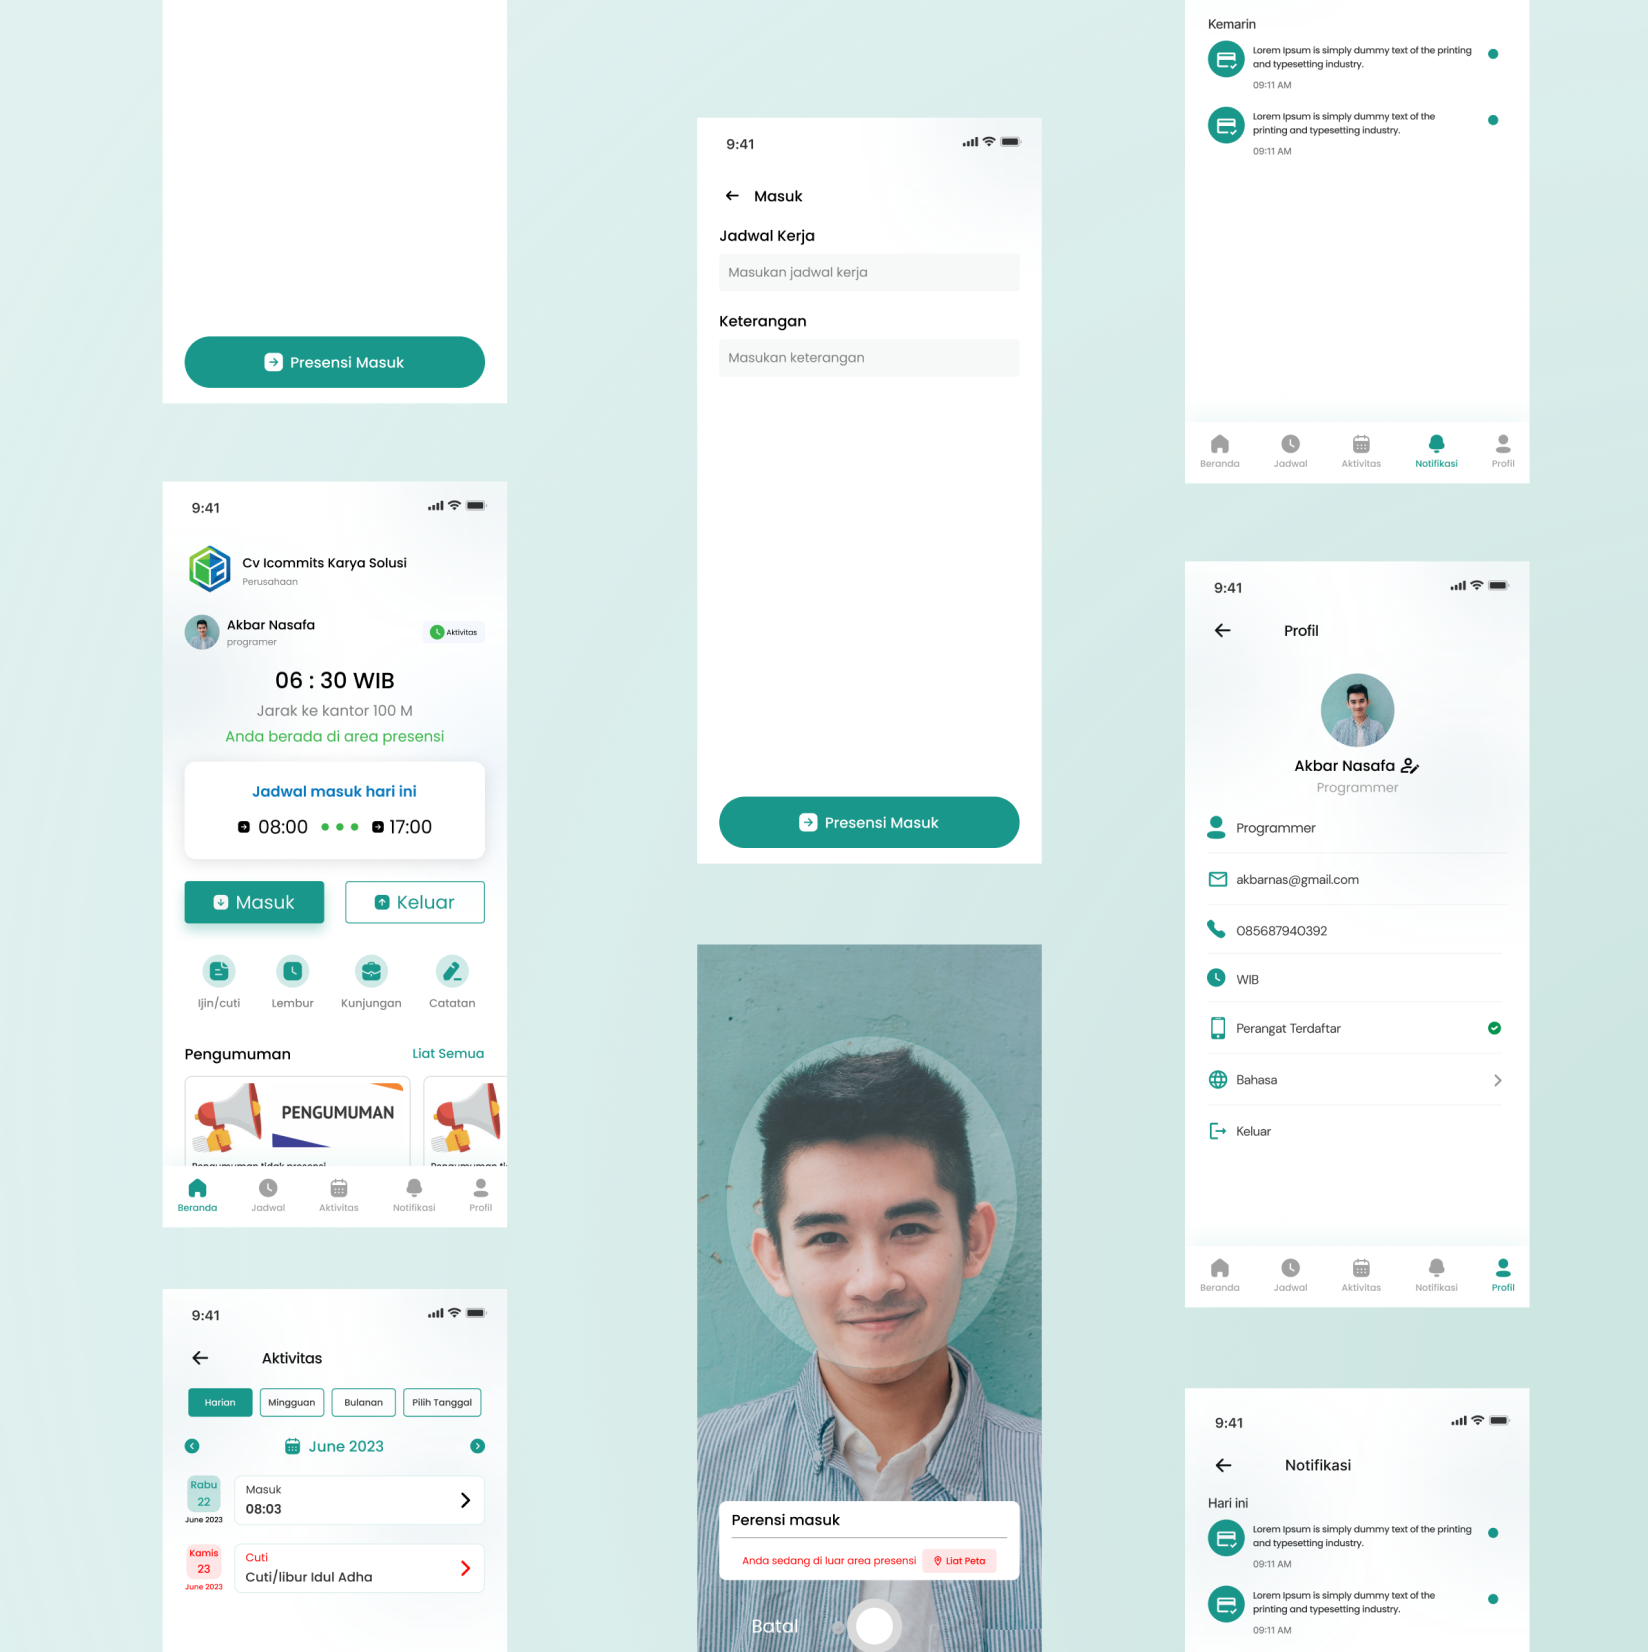 Presensi Masuk
9:41
Cv Icommits Karya Solusi
Perusahaan
Akbar Nasafa
programer
Aktivitas
06 : 30 WIB
Jarak ke kantor 100 M
Anda berada di area presensi
Jadwal masuk hari ini
08:00 17:00
Masuk Keluar
Ijin/cuti Lembur Kunjungan Catatan
Pengumuman Liat Semua
PENGUMUMAN
Pengumuman tidak presensi
Beranda Jadwal Aktivitas Notifikasi Profil
9:41
Aktivitas
Harian Mingguan Bulanan Pilih Tanggal
June 2023
Rabu
22
June 2023
Masuk
08:03
Kamis
23
June 2023
Cuti
Cuti/libur Idul Adha
9:41
Masuk
Jadwal Kerja
Masukan jadwal kerja
Keterangan
Masukan keterangan
Presensi Masuk
Perensi masuk
Anda sedang di luar area presensi Liat Peta
Batal
Kemarin
Lorem Ipsum is simply dummy text of the printing
and typesetting industry.
09:11 AM
Lorem Ipsum is simply dummy text of the
printing and typesetting industry.
09:11 AM
Beranda Jadwal Aktivitas Notifikasi Profil
9:41
Profil
Akbar Nasafa
Programmer
Programmer
akbarnas@gmail.com
085687940392
WIB
Perangat Terdaftar
Bahasa
Keluar
Beranda Jadwal Aktivitas Notifikasi Profil
9:41
Notifikasi
Hari ini
Lorem Ipsum is simply dummy text of the printing
and typesetting industry.
09:11 AM
Lorem Ipsum is simply dummy text of the
printing and typesetting industry.
09:11 AM